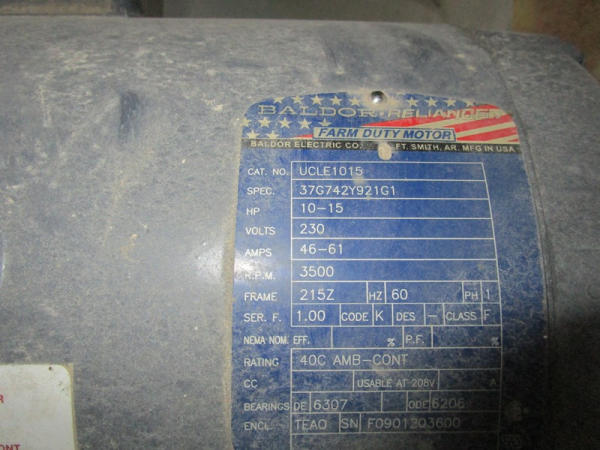 BALDOR·RELIANCE
FARM DUTY MOTOR
BALDOR ELECTRIC CO. FT. SMITH, AR. MFG IN USA
CAT. NO. UCLE1015
SPEC. 37G742Y921G1
HP 10-15
VOLTS 230
AMPS 46-61
R.P.M. 3500
FRAME 215Z HZ 60 PH 1
SER. F. 1.00 CODE K DES - CLASS F
NEMA NOM. EFF. % P.F. %
RATING 40C AMB-CONT
CC USABLE AT 208V A
BEARINGS DE 6307 ODE 6206
ENCL TEAO SN F0901203600
ONT